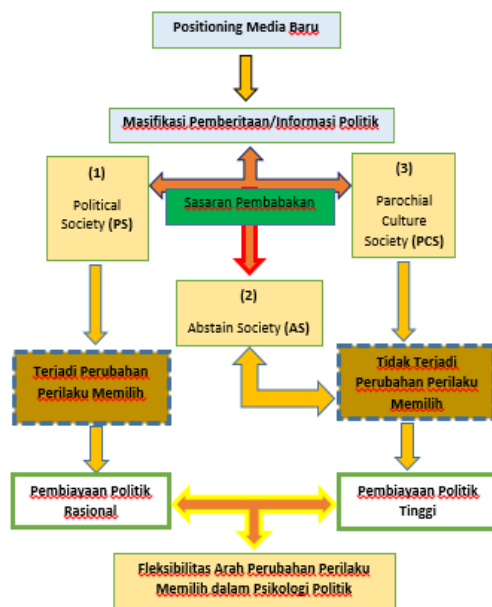 Positioning Media Baru
Masifikasi Pemberitaan/Informasi Politik
(1)
Political
Society (PS)
Sasaran Pembabakan
(3)
Parochial
Culture
Society (PCS)
(2)
Abstain Society (AS)
Terjadi Perubahan
Perilaku Memilih
Tidak Terjadi
Perubahan Perilaku
Memilih
Pembiayaan Politik
Rasional
Pembiayaan Politik
Tinggi
Fleksibilitas Arah Perubahan Perilaku
Memilih dalam Psikologi Politik